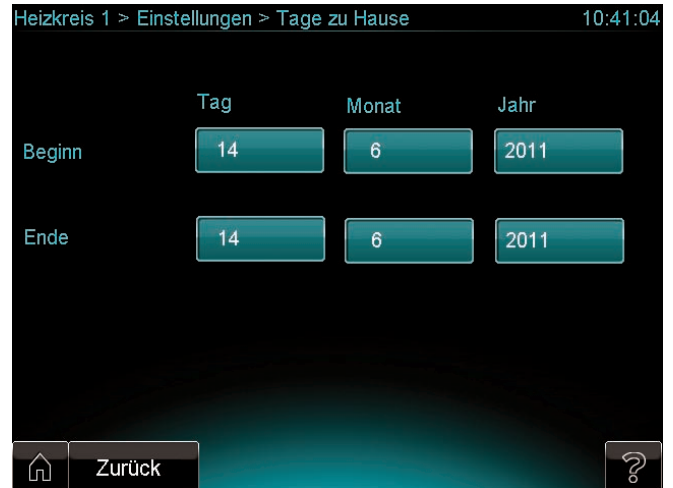 Heizkreis 1 > Einstellungen > Tage zu Hause 10:41:04
Tag Monat Jahr
Beginn 14 6 2011
Ende 14 6 2011
Zurück ?